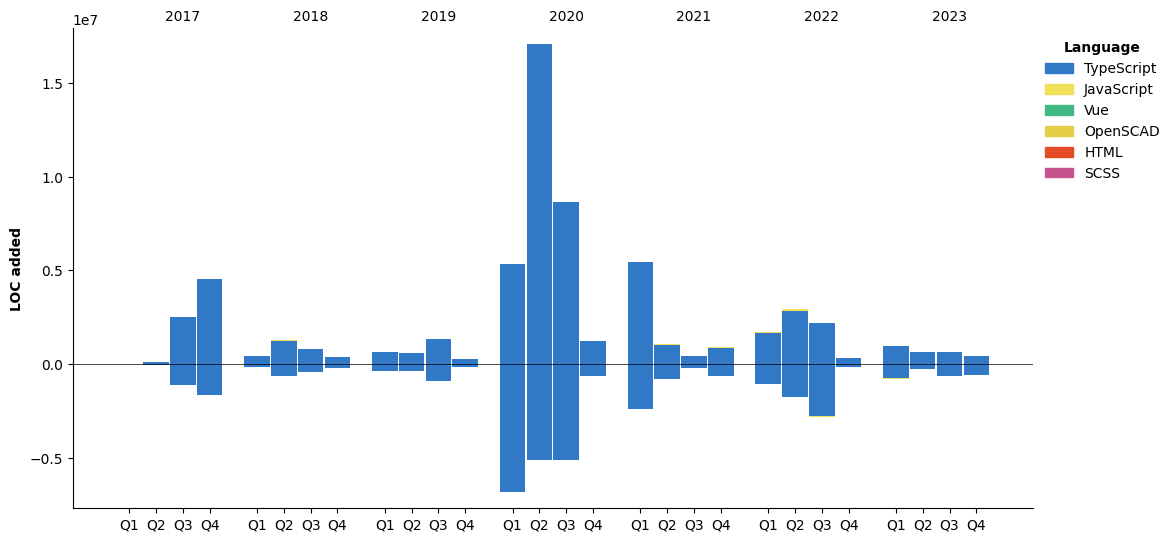 1e7
2017 2018 2019 2020 2021 2022 2023
Language
TypeScript
JavaScript
Vue
OpenSCAD
HTML
SCSS
LOC added
1.5
1.0
0.5
0.0
−0.5
Q1 Q2 Q3 Q4 Q1 Q2 Q3 Q4 Q1 Q2 Q3 Q4 Q1 Q2 Q3 Q4 Q1 Q2 Q3 Q4 Q1 Q2 Q3 Q4 Q1 Q2 Q3 Q4